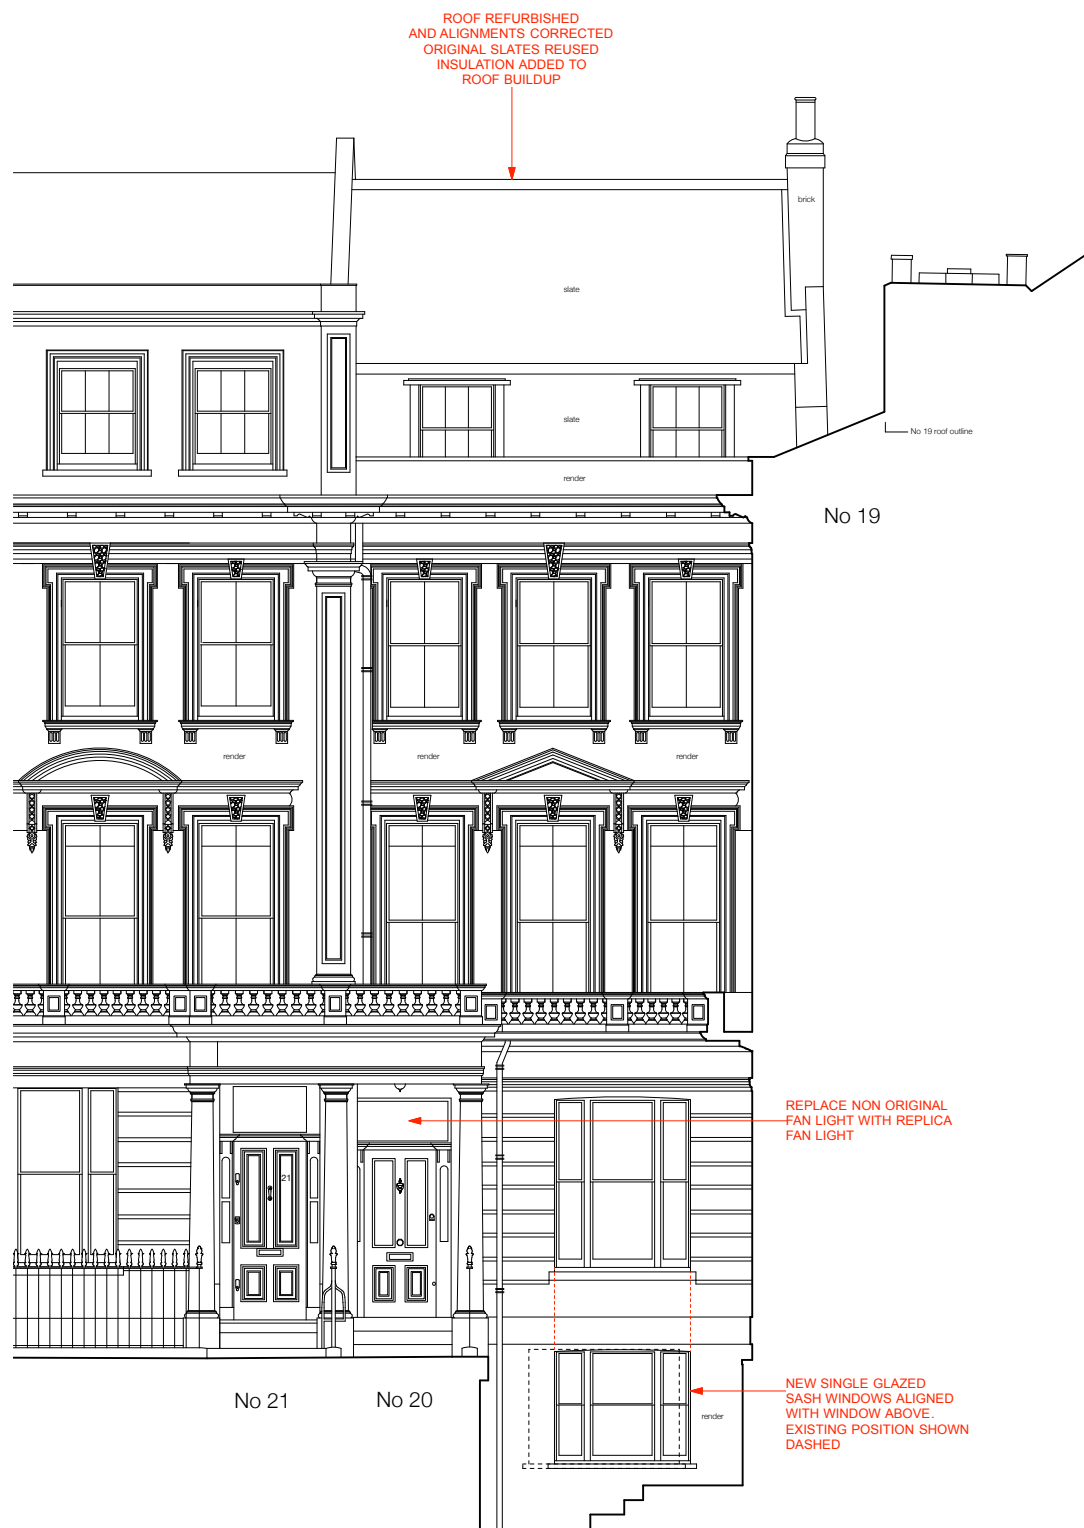 ROOF REFURBISHED
AND ALIGNMENTS CORRECTED
ORIGINAL SLATES REUSED
INSULATION ADDED TO
ROOF BUILDUP
brick
slate
slate
No 19 roof outline
render
No 19
render
render
render
REPLACE NON ORIGINAL
FAN LIGHT WITH REPLICA
FAN LIGHT
21
No 21
No 20
NEW SINGLE GLAZED
SASH WINDOWS ALIGNED
WITH WINDOW ABOVE.
EXISTING POSITION SHOWN
DASHED
render